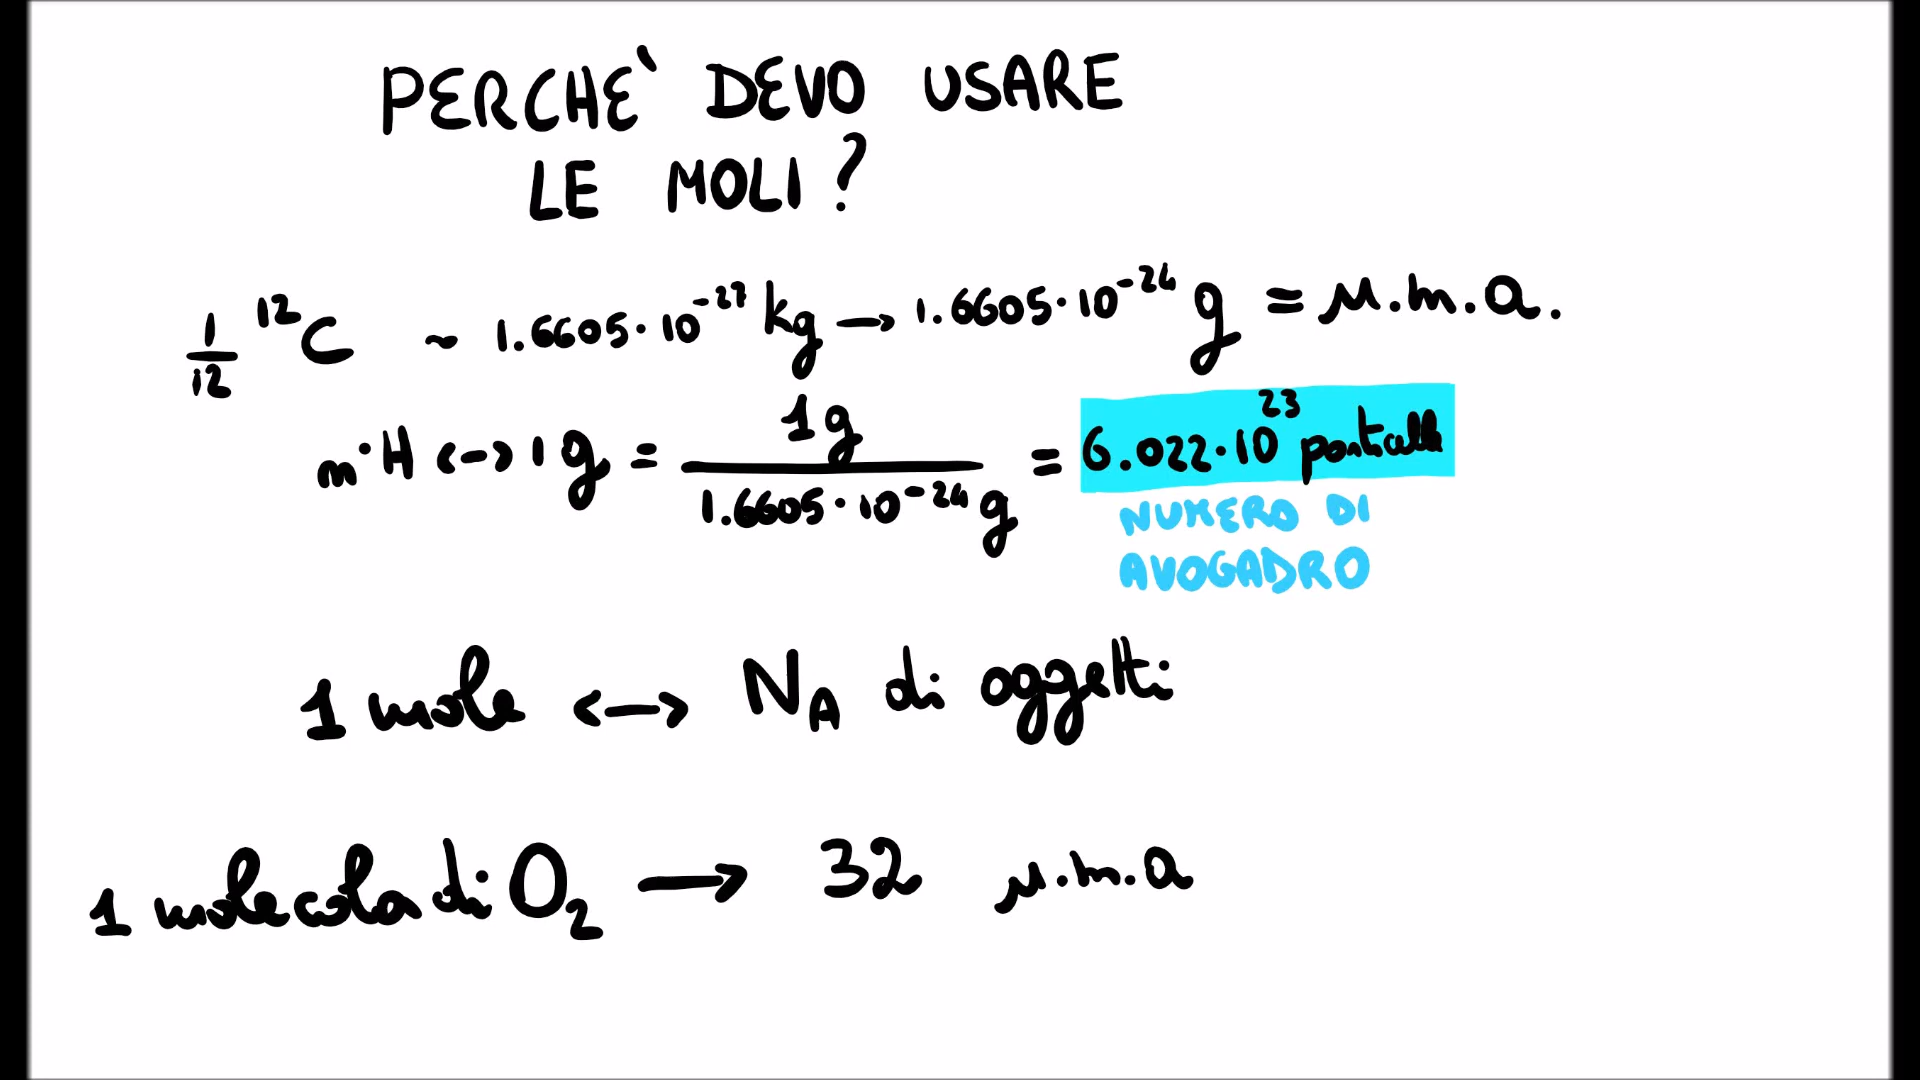 PERCHE` DEVO USARE
LE MOLI?
1/12 ¹²C ~ 1.6605·10⁻²⁷ kg → 1.6605·10⁻²⁴ g = u.m.a.
n·H <-> 1 g = 1g / 1.6605·10⁻²⁴ g = 6.022·10²³ particelle
NUMERO DI
AVOGADRO
1 mole <-> N_A di oggetti
1 molecola di O₂ → 32 u.m.a